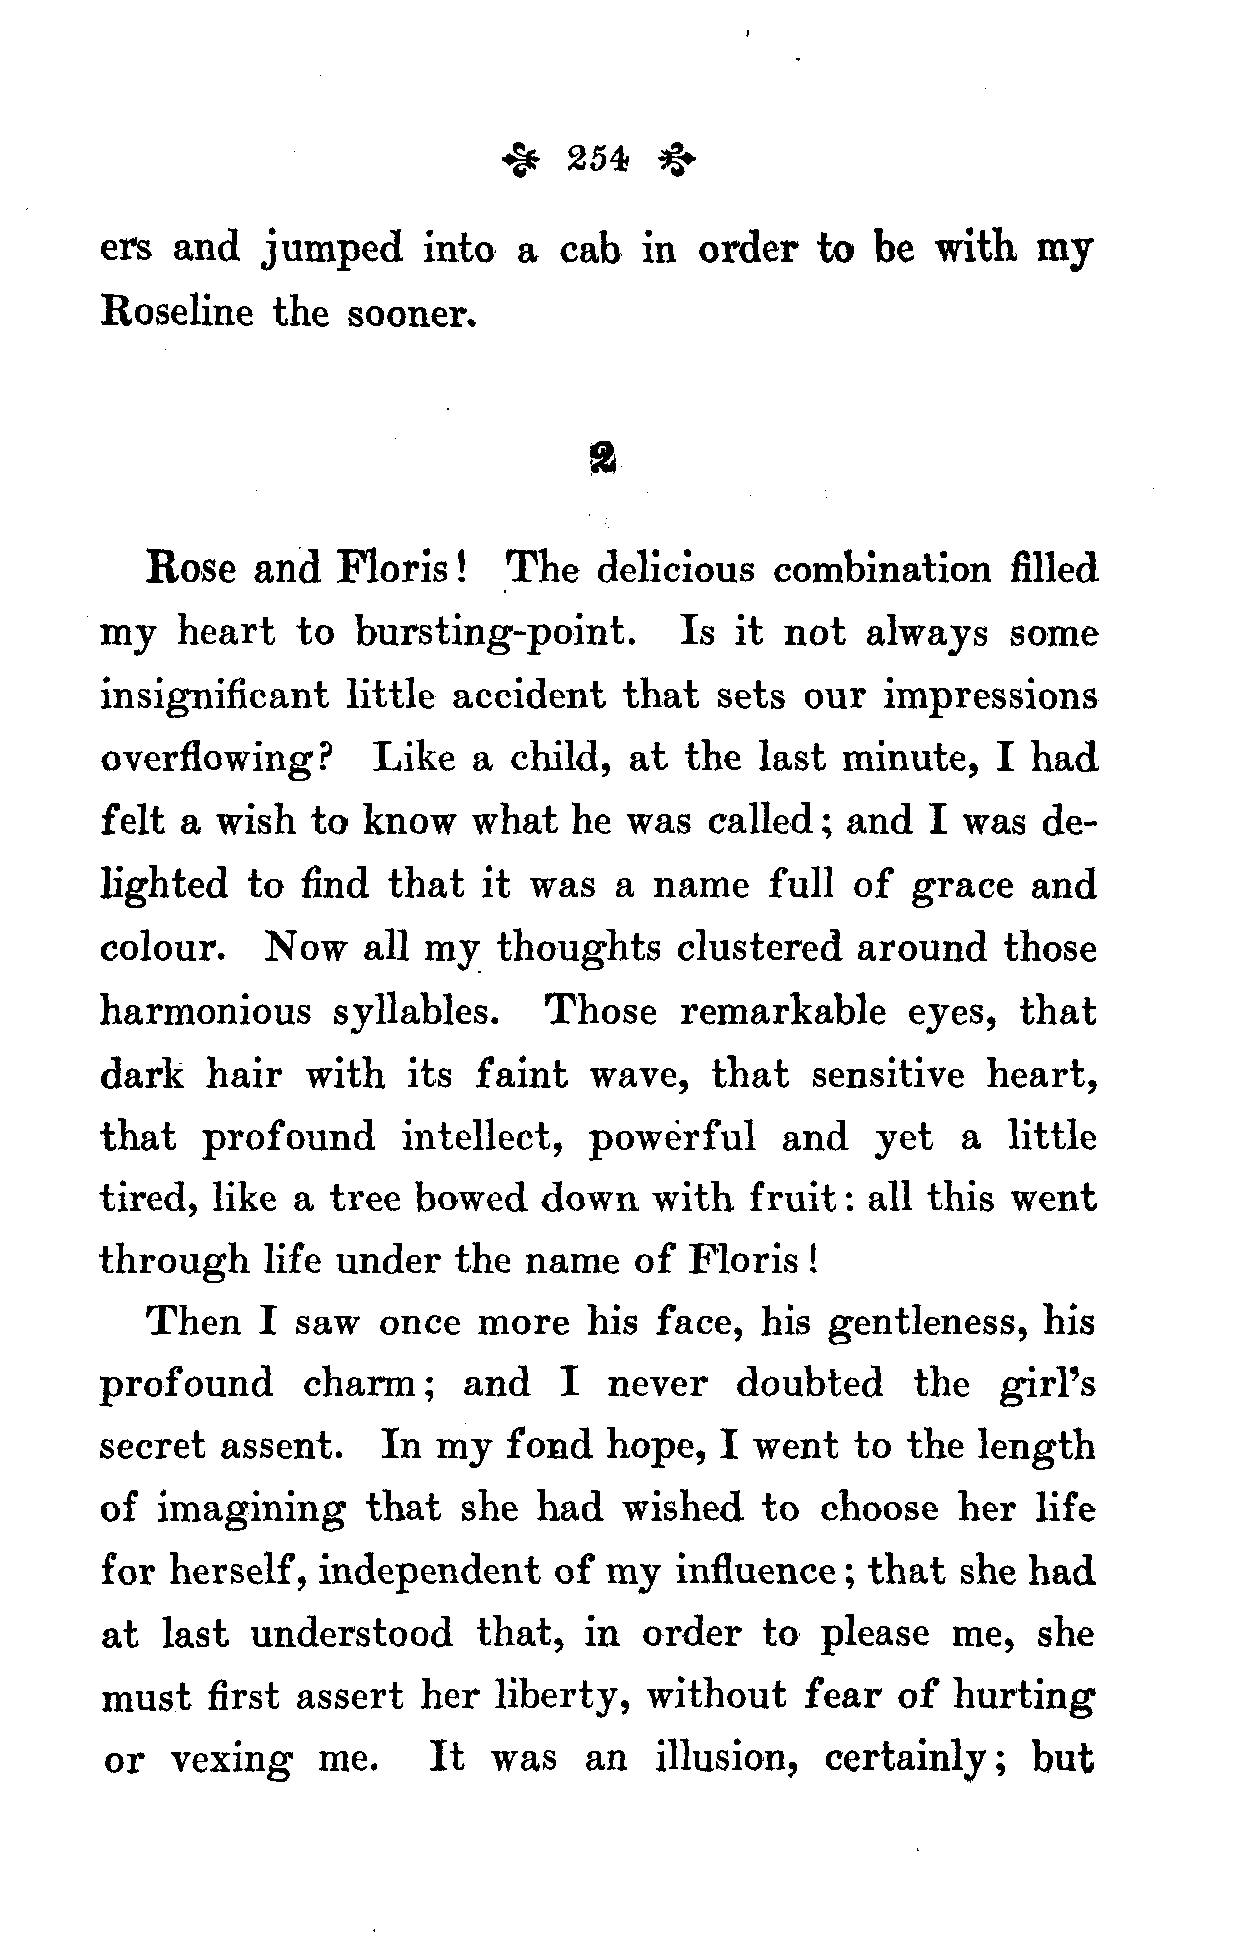 254
ers and jumped into a cab in order to be with my
Roseline the sooner.
2
Rose and Floris! The delicious combination filled
my heart to bursting-point. Is it not always some
insignificant little accident that sets our impressions
overflowing? Like a child, at the last minute, I had
felt a wish to know what he was called; and I was de-
lighted to find that it was a name full of grace and
colour. Now all my thoughts clustered around those
harmonious syllables. Those remarkable eyes, that
dark hair with its faint wave, that sensitive heart,
that profound intellect, powerful and yet a little
tired, like a tree bowed down with fruit: all this went
through life under the name of Floris!
Then I saw once more his face, his gentleness, his
profound charm; and I never doubted the girl's
secret assent. In my fond hope, I went to the length
of imagining that she had wished to choose her life
for herself, independent of my influence; that she had
at last understood that, in order to please me, she
must first assert her liberty, without fear of hurting
or vexing me. It was an illusion, certainly; but